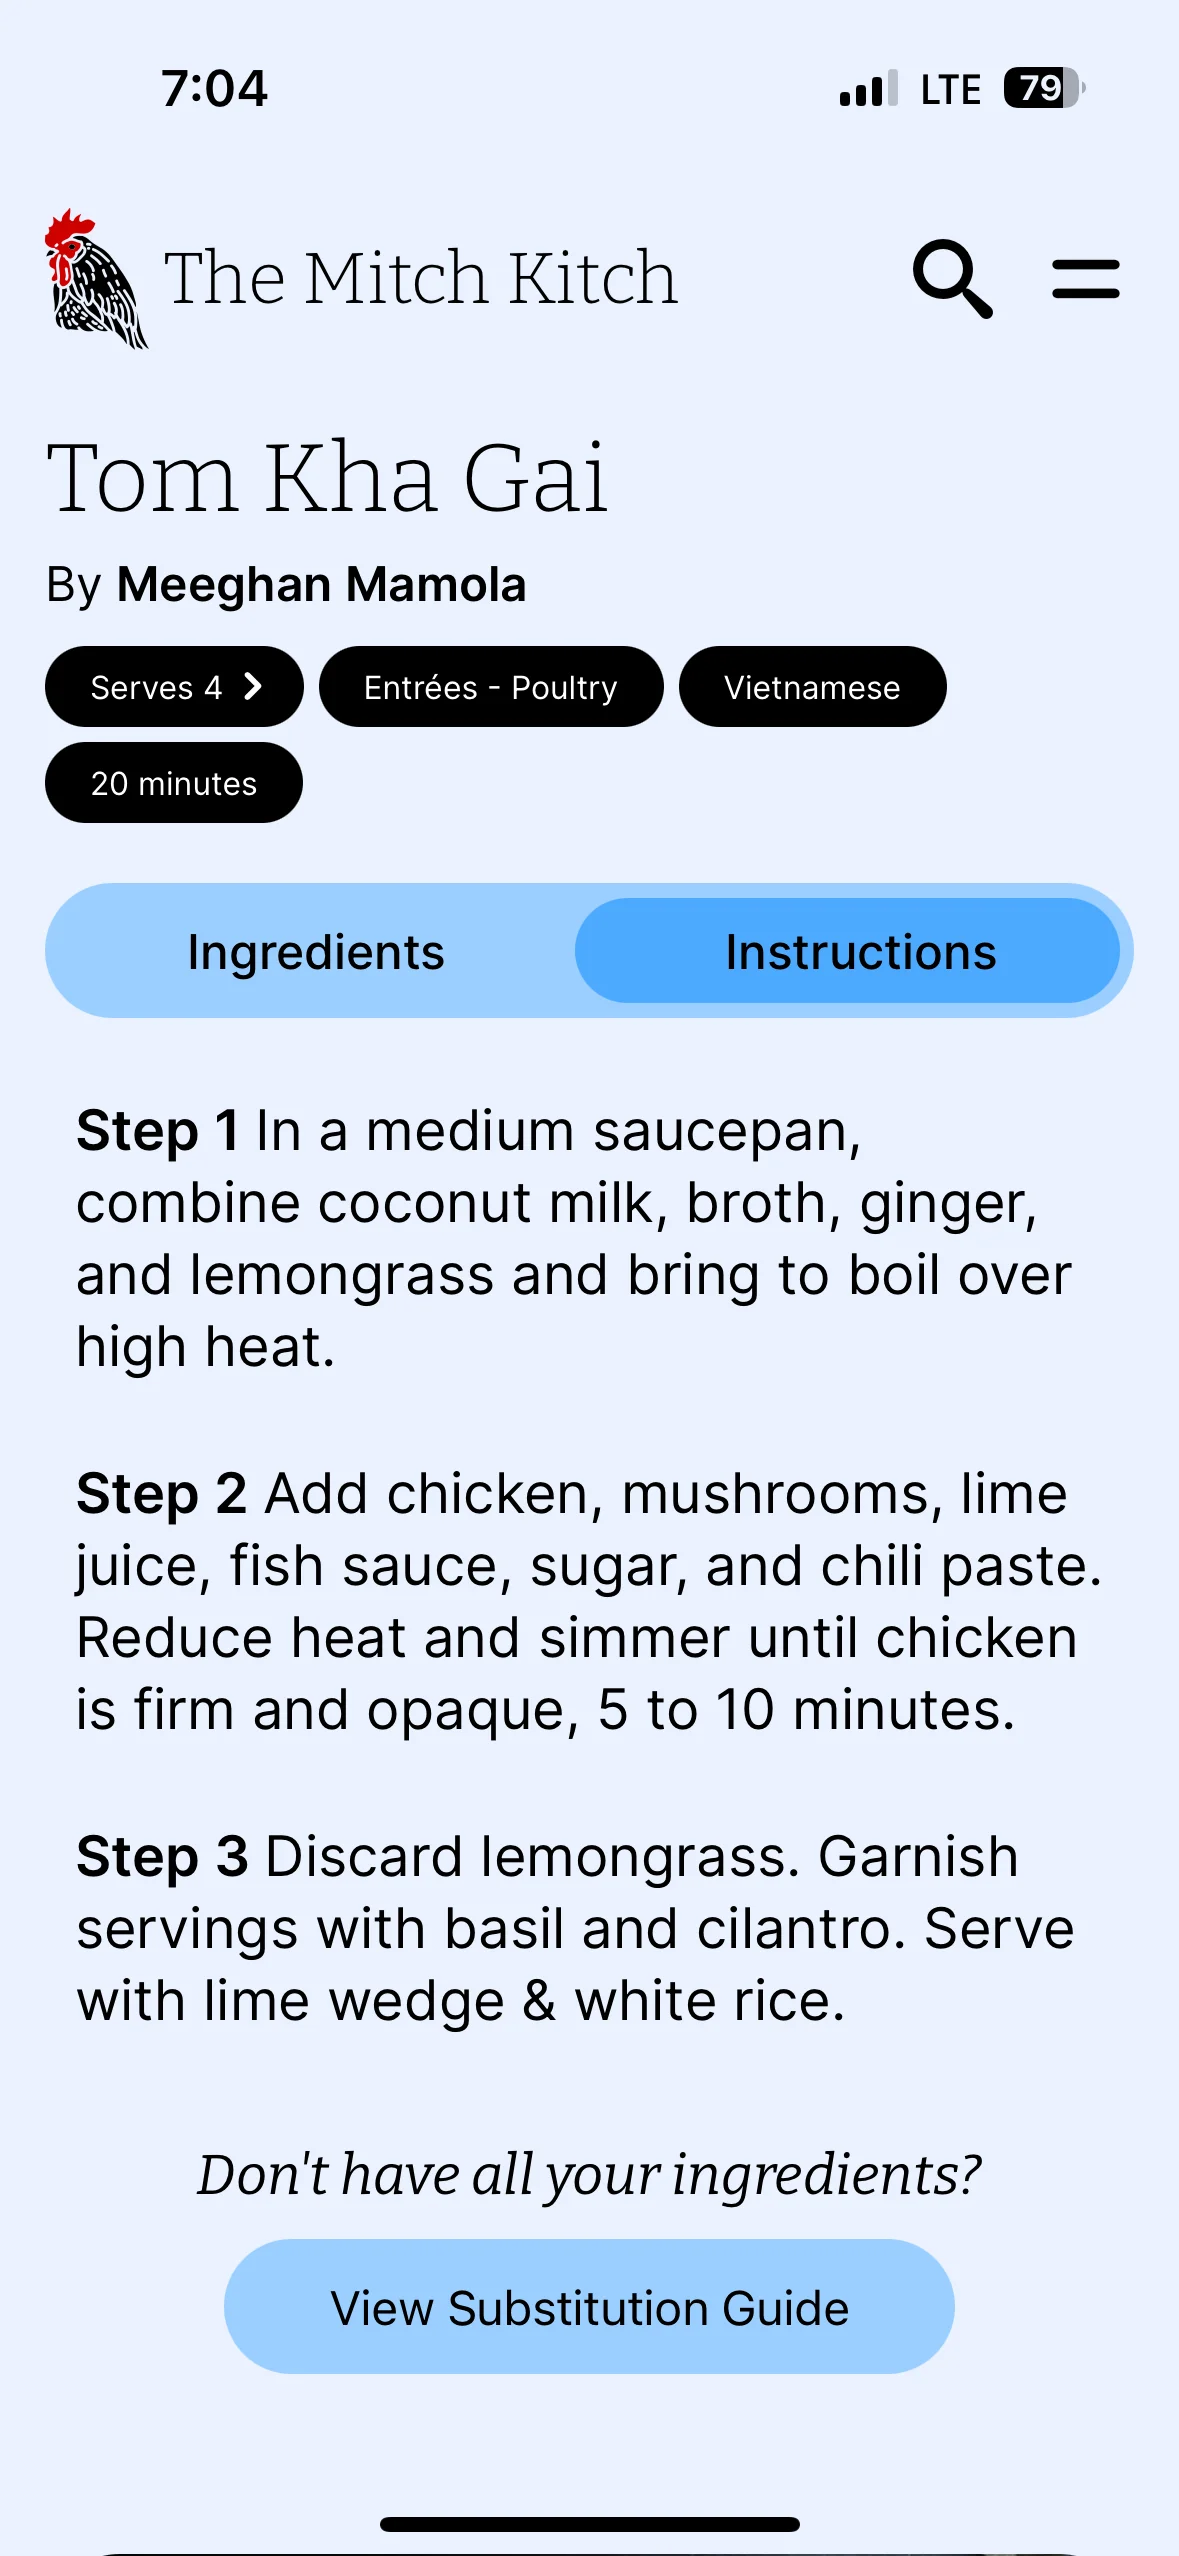 7:04
LTE
79
The Mitch Kitch
Tom Kha Gai
By Meeghan Mamola
Serves 4
Entrées - Poultry
Vietnamese
20 minutes
Ingredients
Instructions
Step 1 In a medium saucepan,
combine coconut milk, broth, ginger,
and lemongrass and bring to boil over
high heat.
Step 2 Add chicken, mushrooms, lime
juice, fish sauce, sugar, and chili paste.
Reduce heat and simmer until chicken
is firm and opaque, 5 to 10 minutes.
Step 3 Discard lemongrass. Garnish
servings with basil and cilantro. Serve
with lime wedge & white rice.
Don't have all your ingredients?
View Substitution Guide